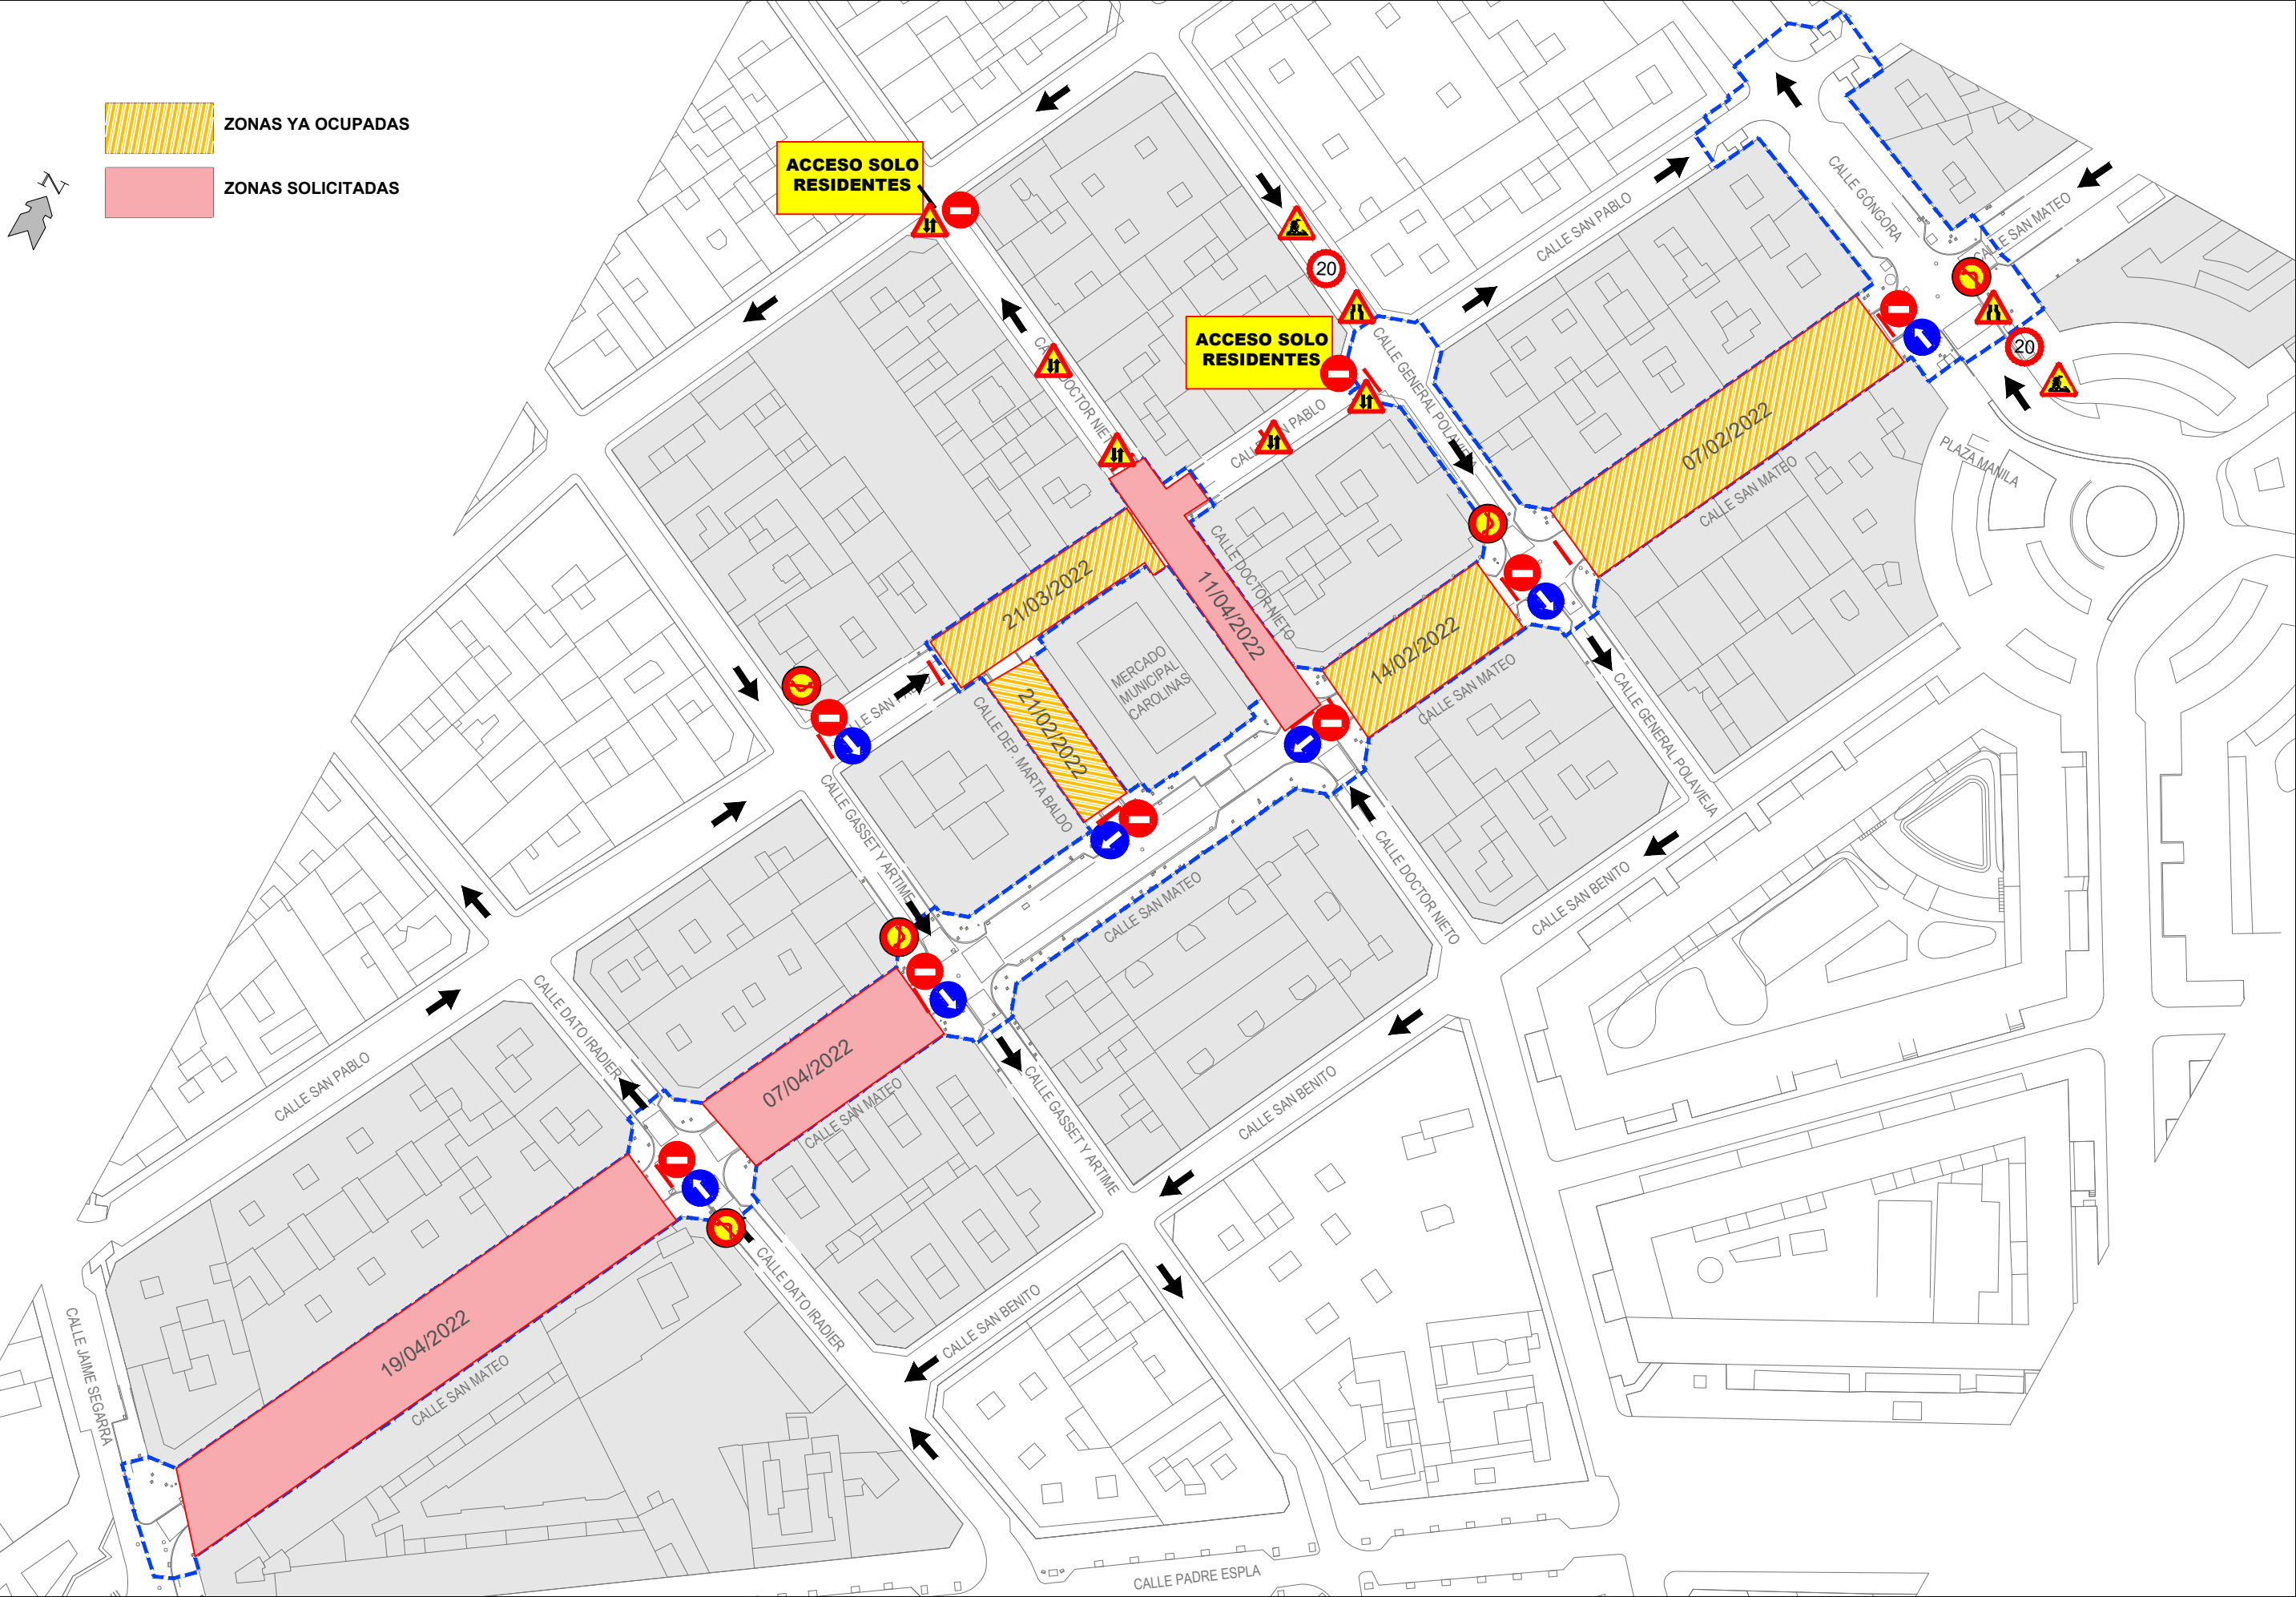 ZONAS YA OCUPADAS
ZONAS SOLICITADAS
N
ACCESO SOLO
RESIDENTES
20
ACCESO SOLO
RESIDENTES
CALLE SAN PABLO
CALLE GÓNGORA
CALLE SAN MATEO
20
CALLE GENERAL POLAVIEJA
DOCTOR NIETO
SAN PABLO
07/02/2022
CALLE SAN MATEO
PLAZA MANILA
21/03/2022
11/04/2022
CALLE DOCTOR NIETO
14/02/2022
CALLE SAN MATEO
MERCADO
MUNICIPAL
CAROLINAS
21/02/2022
CALLE DEP. MARTA BALDO
CALLE GENERAL POLAVIEJA
CALLE GASSET Y ARTIME
CALLE SAN MATEO
CALLE DOCTOR NIETO
CALLE SAN BENITO
CALLE DATO IRADIER
CALLE SAN PABLO
07/04/2022
CALLE SAN MATEO
CALLE GASSET Y ARTIME
CALLE SAN BENITO
CALLE DATO IRADIER
CALLE SAN BENITO
19/04/2022
CALLE SAN MATEO
CALLE JAIME SEGARRA
CALLE PADRE ESPLA